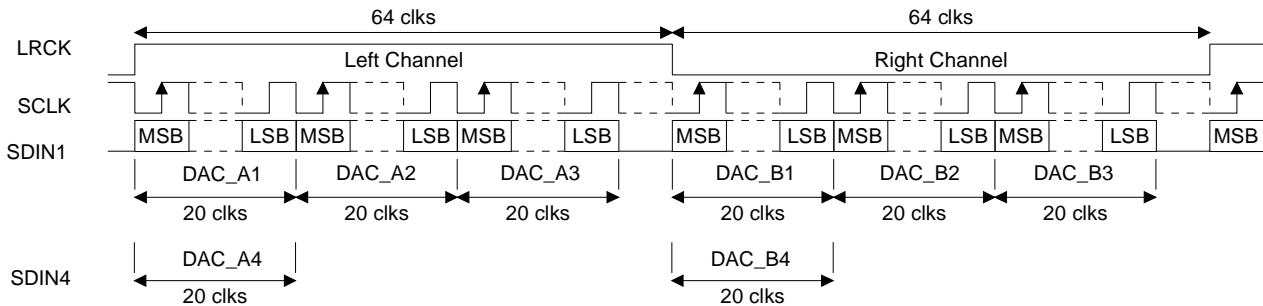 64 clks 64 clks
LRCK Left Channel Right Channel
SCLK
SDIN1 MSB LSB MSB LSB MSB LSB MSB LSB MSB LSB MSB LSB MSB
DAC_A1 DAC_A2 DAC_A3 DAC_B1 DAC_B2 DAC_B3
20 clks 20 clks 20 clks 20 clks 20 clks 20 clks
SDIN4 DAC_A4 DAC_B4
20 clks 20 clks